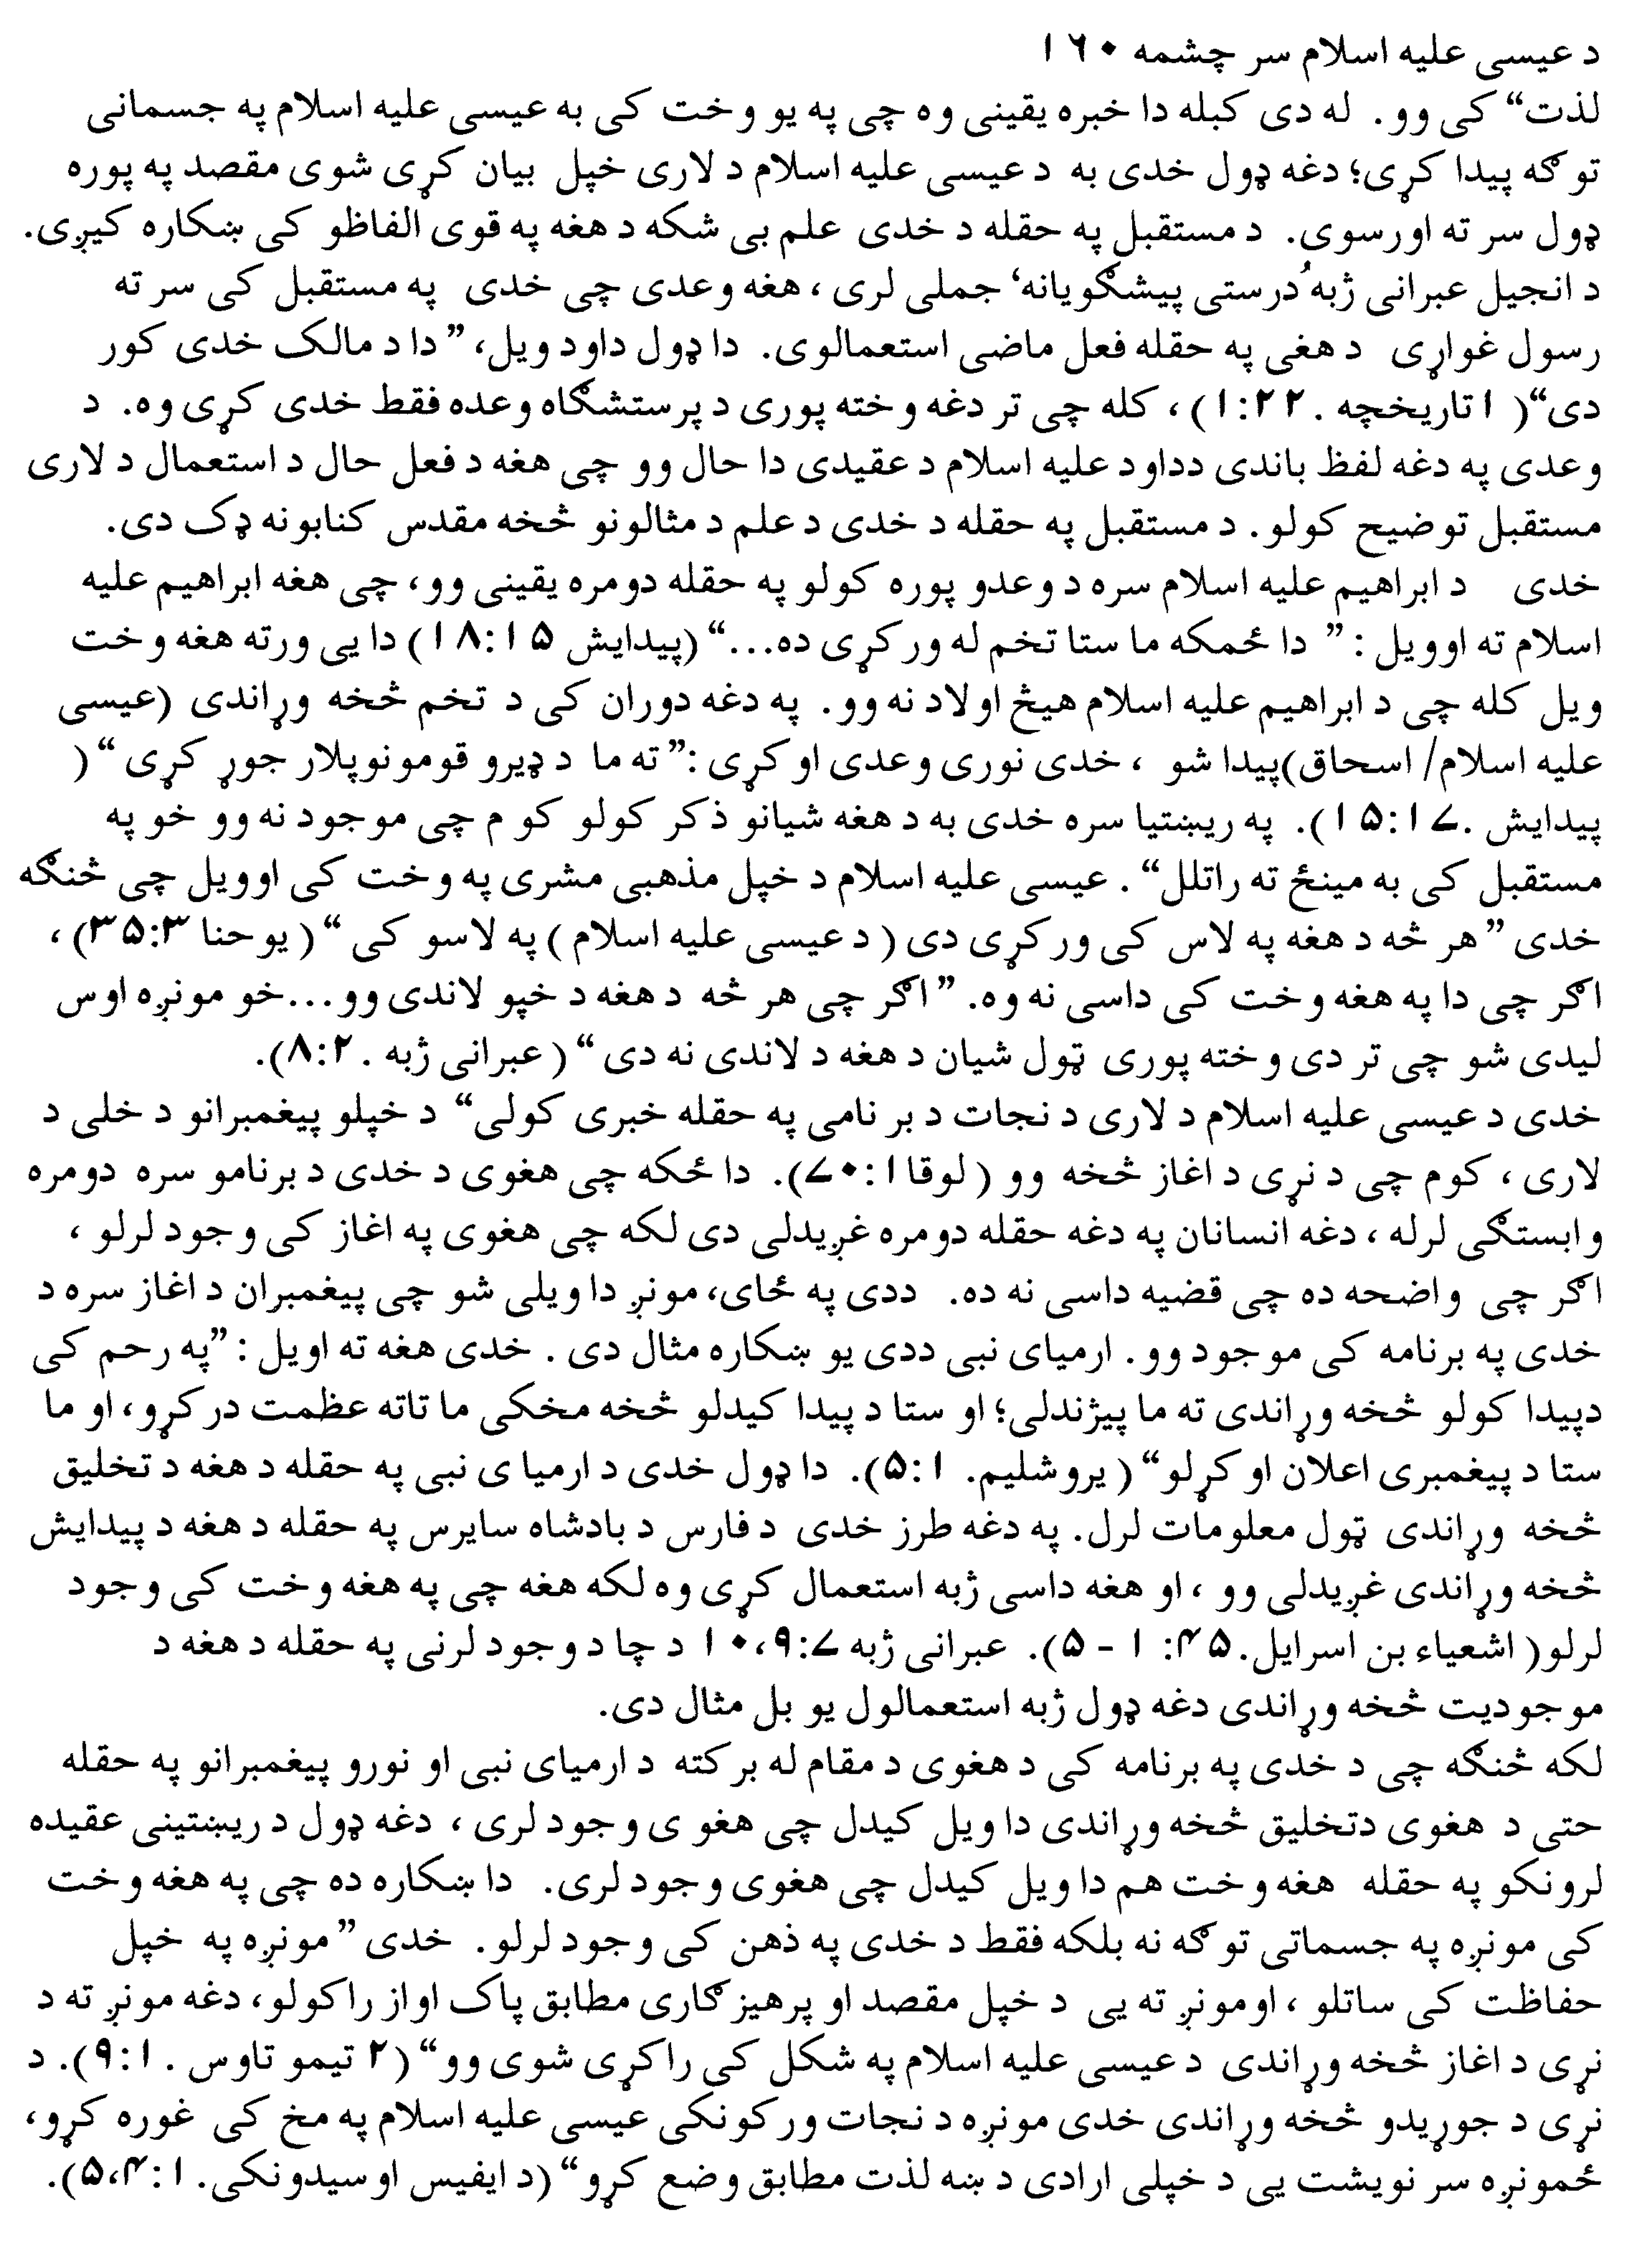 د عیسی علیه اسلام سر چشمه ۱۶۰
لذت“ کی وو. له دی کبله دا خبره یقینی وه چی په یو وخت کی به عیسی علیه اسلام په جسمانی
توګه پیدا کړی؛ دغه ډول خدی به د عیسی علیه اسلام د لاری خپل بیان کړی شوی مقصد په پوره
ډول سر ته اورسوی. د مستقبل په حقله د خدی علم بی شکه د هغه په قوی الفاظو کی ښکاره کیږی.
د انجیل عبرانی ژبه ُدرستی پیشګویانه‘ جملی لری، هغه وعدی چی خدی په مستقبل کی سر ته
رسول غواړی د هغی په حقله فعل ماضی استعمالوی. دا ډول داود ویل، ”دا د مالک خدی کور
دی“( ۱ تاریخچه .۱:۲۲)، کله چی تر دغه وخته پوری د پرستشګاه وعده فقط خدی کړی وه. د
وعدی په دغه لفظ باندی دداود علیه اسلام د عقیدی دا حال وو چی هغه د فعل حال د استعمال د لاری
مستقبل توضیح کولو. د مستقبل په حقله د خدی د علم د مثالونو څخه مقدس کنابونه ډک دی.
خدی د ابراهیم علیه اسلام سره د وعدو پوره کولو په حقله دومره یقینی وو، چی هغه ابراهیم علیه
اسلام ته اوویل : ” دا ځمکه ما ستا تخم له ورکړی ده...“ (پیدایش ۱۸:۱۵) دا یی ورته هغه وخت
ویل کله چی د ابراهیم علیه اسلام هیڅ اولاد نه وو. په دغه دوران کی د تخم څخه وړاندی (عیسی
علیه اسلام/ اسحاق)پیدا شو ، خدی نوری وعدی اوکړی :”ته ما د ډیرو قومونوپلار جوړ کړی “ (
پیدایش .۱۵:۱۷). په ریښتیا سره خدی به د هغه شیانو ذکر کولو کو م چی موجود نه وو خو په
مستقبل کی به مینځ ته راتلل“ . عیسی علیه اسلام د خپل مذهبی مشری په وخت کی اوویل چی څنګه
خدی ”هر څه د هغه په لاس کی ورکړی دی ( د عیسی علیه اسلام ) په لاسو کی “ ( یوحنا ۳۵:۳)،
اګر چی دا په هغه وخت کی داسی نه وه. ”اګر چی هر څه د هغه د خپو لاندی وو...خو مونږه اوس
لیدی شو چی تر دی وخته پوری ټول شیان د هغه د لاندی نه دی “ ( عبرانی ژبه . ۸:۲).
خدی د عیسی علیه اسلام د لاری د نجات د برنامی په حقله خبری کولی“ د خپلو پیغمبرانو د خلی د
لاری، کوم چی د نړی د اغاز څخه وو ( لوقا ۱:۷۰). دا ځکه چی هغوی د خدی د برنامو سره دومره
وابستګی لرله ، دغه انسانان په دغه حقله دومره غږیدلی دی لکه چی هغوی په اغاز کی وجود لرلو ،
اګر چی واضحه ده چی قضیه داسی نه ده. ددی په ځای، مونږ دا ویلی شو چی پیغمبران د اغاز سره د
خدی په برنامه کی موجود وو. ارمیای نبی ددی یو ښکاره مثال دی . خدی هغه ته اویل : ”په رحم کی
دپیدا کولو څخه وړاندی ته ما پیژندلی؛ او ستا د پیدا کیدلو څخه مخکی ما تاته عظمت درکړو، او ما
ستا د پیغمبری اعلان اوکړلو“ ( یروشلیم. ۵:۱). دا ډول خدی د ارمیا ی نبی په حقله د هغه د تخلیق
څخه وړاندی ټول معلومات لرل. په دغه طرز خدی د فارس د بادشاه سایرس په حقله د هغه د پیدایش
څخه وړاندی غږیدلی وو ، او هغه داسی ژبه استعمال کړی وه لکه هغه چی په هغه وخت کی وجود
لرلو( اشعیاء بن اسرایل.۴۵: ۱ - ۵). عبرانی ژبه ۷:۹،۱۰ د چا د وجود لرنی په حقله د هغه د
موجودیت څخه وړاندی دغه ډول ژبه استعمالول یو بل مثال دی.
لکه څنګه چی د خدی په برنامه کی د هغوی د مقام له برکته د ارمیای نبی او نورو پیغمبرانو په حقله
حتی د هغوی دتخلیق څخه وړاندی دا ویل کیدل چی هغو ی وجود لری ، دغه ډول د ریښتینی عقیده
لرونکو په حقله هغه وخت هم دا ویل کیدل چی هغوی وجود لری. دا ښکاره ده چی په هغه وخت
کی مونږه په جسماتی توګه نه بلکه فقط د خدی په ذهن کی وجود لرلو. خدی ”مونږه په خپل
حفاظت کی ساتلو ، اومونږ ته یی د خپل مقصد او پرهیزګاری مطابق پاک اواز راکولو، دغه مونږ ته د
نړی د اغاز څخه وړاندی د عیسی علیه اسلام په شکل کی راکړی شوی وو“ (۲ تیمو تاوس . ۹:۱). د
نړی د جوړیدو څخه وړاندی خدی مونږه د نجات ورکونکی عیسی علیه اسلام په مخ کی غوره کړو،
ځمونږه سر نویشت یی د خپلی ارادی د ښه لذت مطابق وضع کړو“ (د ایفیس اوسیدونکی. ۱:۵،۴).